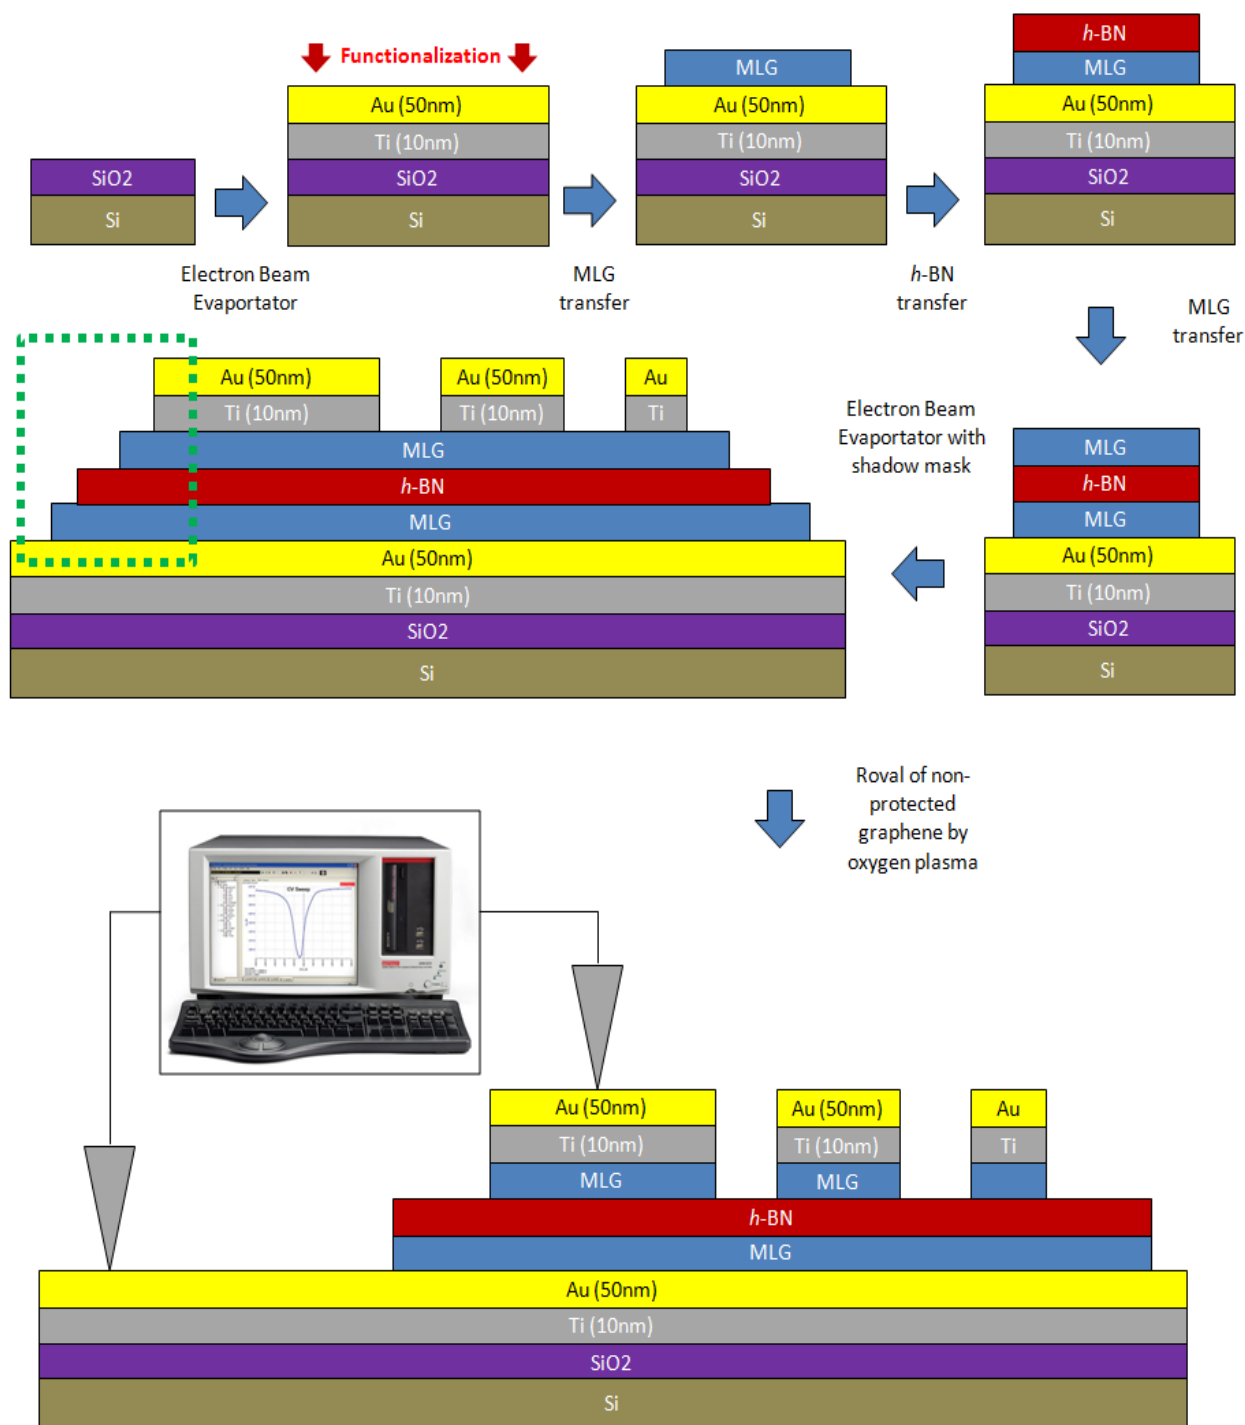 Functionalization
Au (50nm)
Ti (10nm)
SiO2
Si
SiO2
Si
MLG
Au (50nm)
Ti (10nm)
SiO2
Si
h-BN
MLG
Au (50nm)
Ti (10nm)
SiO2
Si
Electron Beam
Evaportator
MLG
transfer
h-BN
transfer
MLG
transfer
Electron Beam
Evaportator with
shadow mask
MLG
h-BN
MLG
Au (50nm)
Ti (10nm)
SiO2
Si
Au (50nm)
Au (50nm)
Au
Ti (10nm)
Ti (10nm)
Ti
MLG
h-BN
MLG
Au (50nm)
Ti (10nm)
SiO2
Si
Roval of non-
protected
graphene by
oxygen plasma
CV Sweep
Au (50nm)
Au (50nm)
Au
Ti (10nm)
Ti (10nm)
Ti
MLG
MLG
h-BN
MLG
Au (50nm)
Ti (10nm)
SiO2
Si